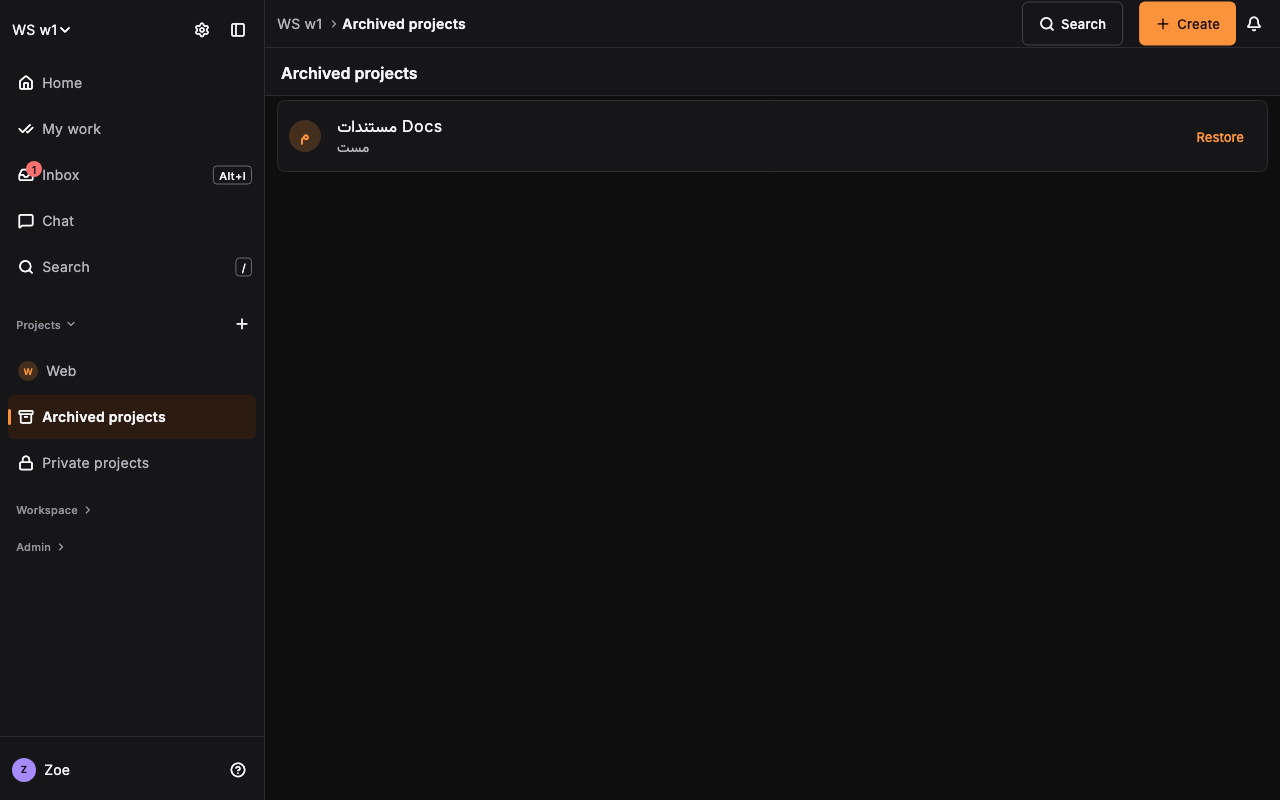 WS w1
Home
My work
1
Inbox
Alt+I
Chat
Search
/
Projects
W
Web
Archived projects
Private projects
Workspace
Admin
Z
Zoe
WS w1 > Archived projects
Search
Create
Archived projects
م
مستندات Docs
مست
Restore